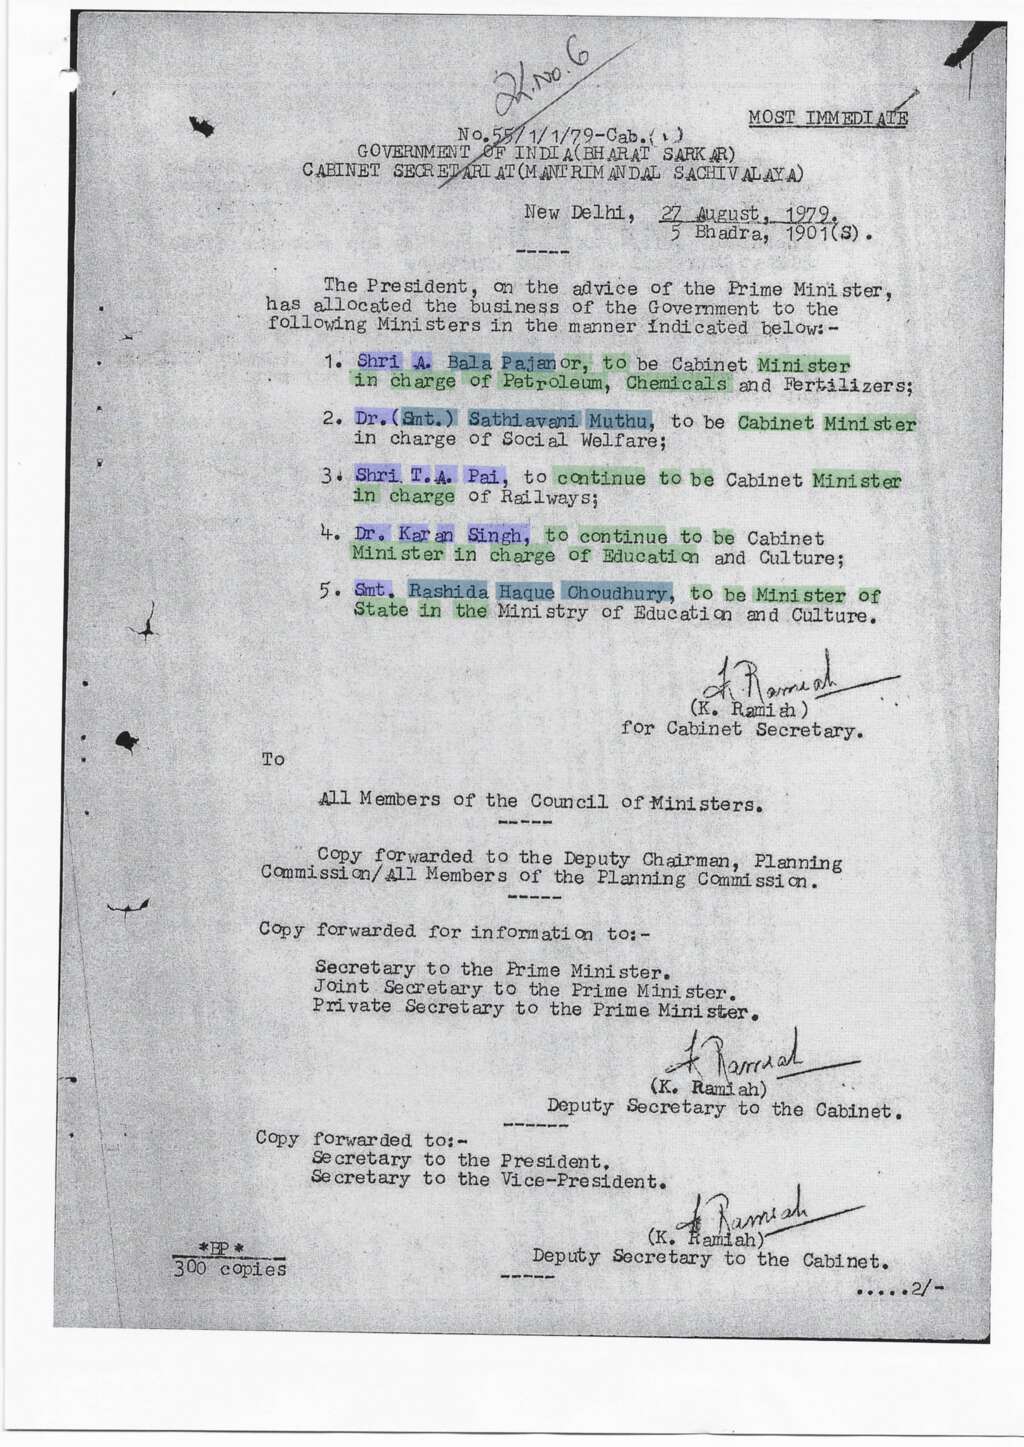 K.No.6
MOST IMMEDIATE
No.55/1/1/79-Cab.( )
GOVERNMENT OF INDIA(BHARAT SARKAR)
CABINET SECRETARIAT(MANTRIMANDAL SACHIVALAYA)
New Delhi, 27 August, 1979.
5 Bhadra, 1901(S).
The President, on the advice of the Prime Minister,
has allocated the business of the Government to the
following Ministers in the manner indicated below:-
1. Shri A. Bala Pajanor, to be Cabinet Minister
in charge of Petroleum, Chemicals and Fertilizers;
2. Dr.(Smt.) Sathiavani Muthu, to be Cabinet Minister
in charge of Social Welfare;
3. Shri T.A. Pai, to continue to be Cabinet Minister
in charge of Railways;
4. Dr. Karan Singh, to continue to be Cabinet
Minister in charge of Education and Culture;
5. Smt. Rashida Haque Choudhury, to be Minister of
State in the Ministry of Education and Culture.
K Ramiah
(K. Ramiah)
for Cabinet Secretary.
To
All Members of the Council of Ministers.
Copy forwarded to the Deputy Chairman, Planning
Commission/All Members of the Planning Commission.
Copy forwarded for information to:-
Secretary to the Prime Minister.
Joint Secretary to the Prime Minister.
Private Secretary to the Prime Minister.
K Ramiah
(K. Ramiah)
Deputy Secretary to the Cabinet.
Copy forwarded to:-
Secretary to the President.
Secretary to the Vice-President.
K Ramiah
(K. Ramiah)
Deputy Secretary to the Cabinet.
*BP*
300 copies
.....2/-